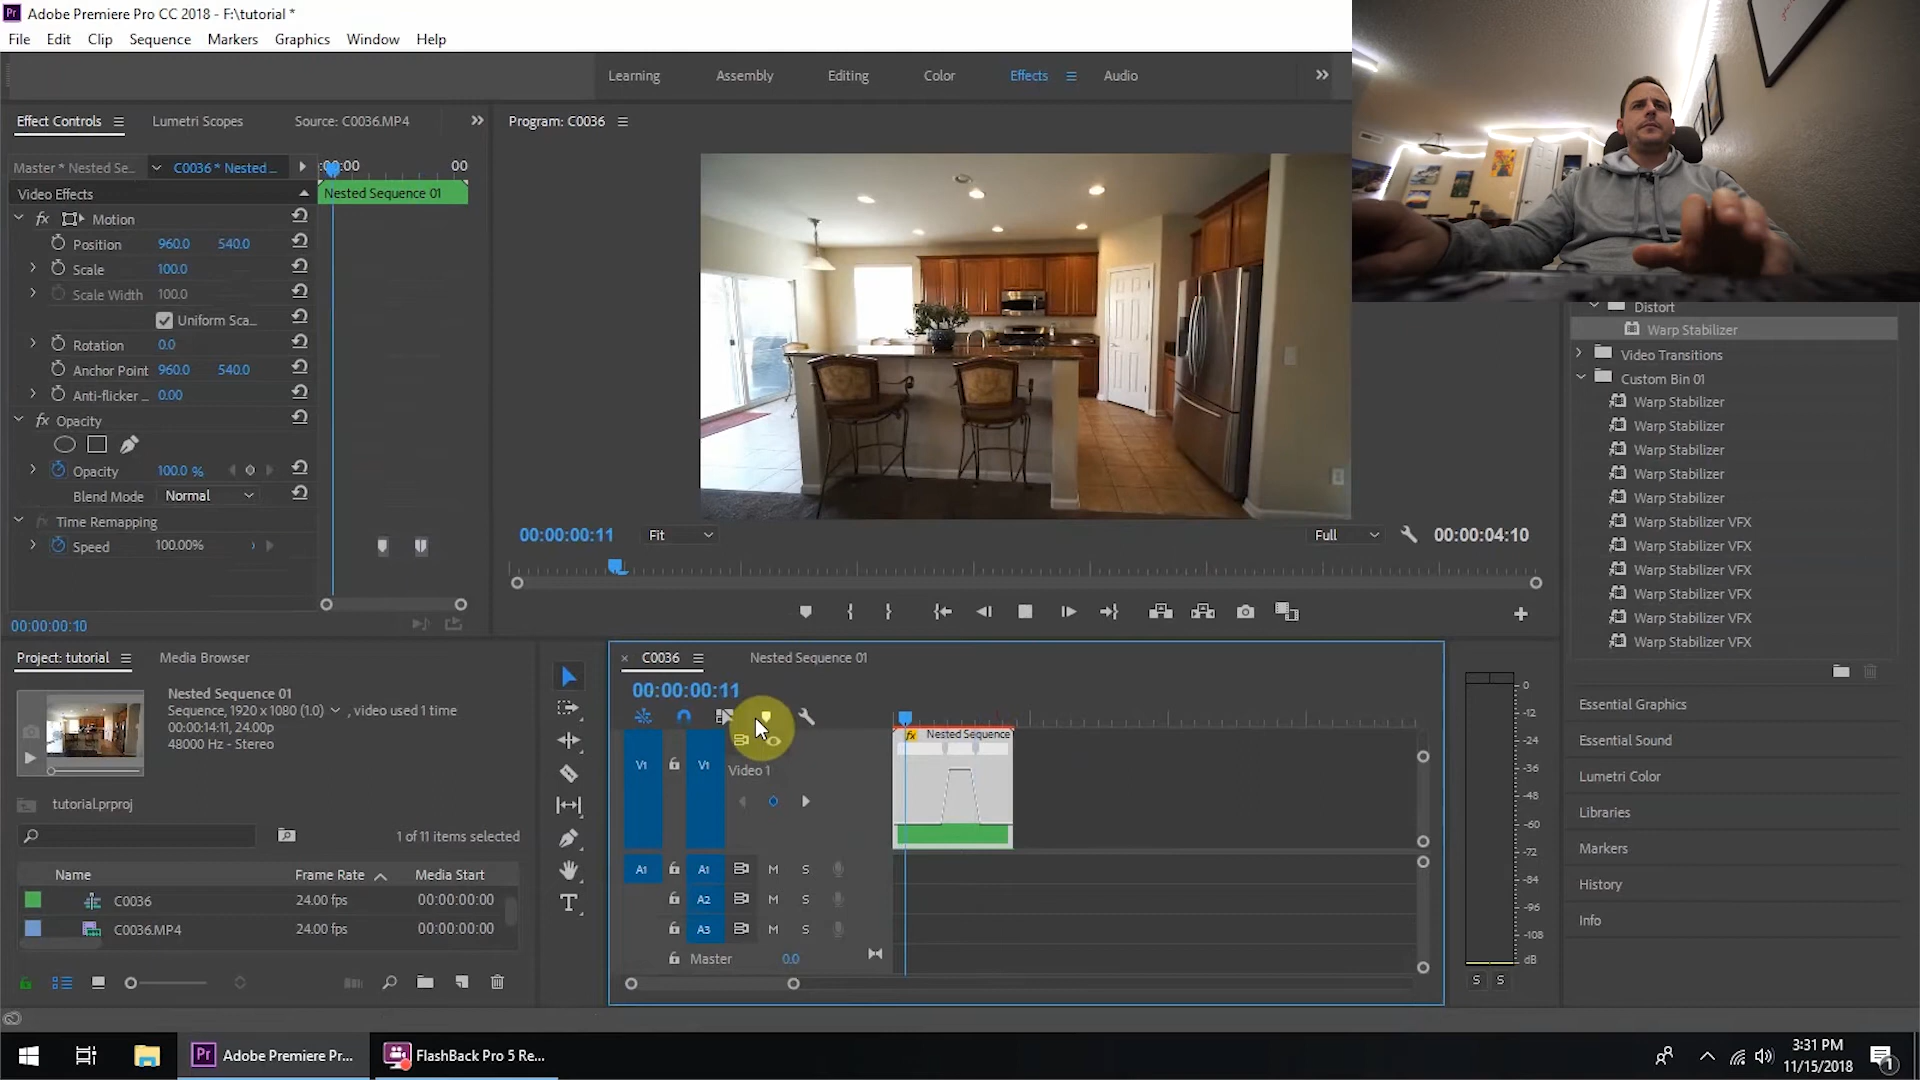 Adobe Premiere Pro CC 2018 - F:\tutorial *
File Edit Clip Sequence Markers Graphics Window Help
Learning Assembly Editing Color Effects Audio
Effect Controls Lumetri Scopes Source: C0036.MP4
Program: C0036
Master * Nested Se... C0036 * Nested ... :00:00 00
Video Effects Nested Sequence 01
fx Motion
Position 960.0 540.0
Scale 100.0
Scale Width 100.0
Uniform Sca...
Rotation 0.0
Anchor Point 960.0 540.0
Anti-flicker ... 0.00
fx Opacity
Opacity 100.0 %
Blend Mode Normal
fx Time Remapping
Speed 100.00%
00:00:00:10
00:00:00:11 Fit Full 00:00:04:10
Distort
Warp Stabilizer
Video Transitions
Custom Bin 01
Warp Stabilizer
Warp Stabilizer
Warp Stabilizer
Warp Stabilizer
Warp Stabilizer
Warp Stabilizer VFX
Warp Stabilizer VFX
Warp Stabilizer VFX
Warp Stabilizer VFX
Warp Stabilizer VFX
Warp Stabilizer VFX
Essential Graphics
Essential Sound
Lumetri Color
Libraries
Markers
History
Info
Project: tutorial Media Browser
Nested Sequence 01
Sequence, 1920 x 1080 (1.0) , video used 1 time
00:00:14:11, 24.00p
48000 Hz - Stereo
tutorial.prproj
1 of 11 items selected
Name Frame Rate Media Start
C0036 24.00 fps 00:00:00:00
C0036.MP4 24.00 fps 00:00:00:00
T
C0036 Nested Sequence 01
00:00:00:11
fx Nested Sequence
V1 V1 Video 1
A1 A1 M S
A2 M S
A3 M S
Master 0.0
0
-12
-24
-36
-48
-60
-72
-84
-96
-108
dB
S S
Pr Adobe Premiere Pr... FlashBack Pro 5 Re...
3:31 PM
11/15/2018
1